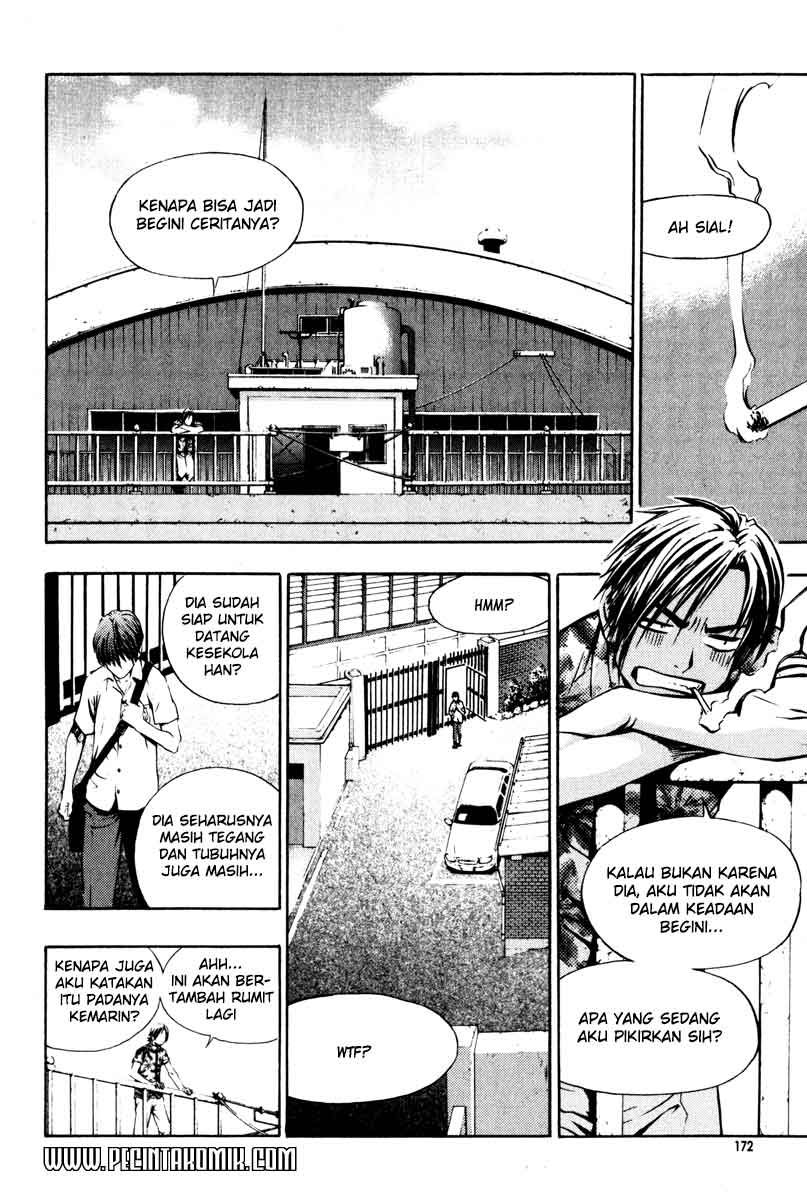 AH SIAL!
KENAPA BISA JADI
BEGINI CERITANYA?
KALAU BUKAN KARENA
DIA, AKU TIDAK AKAN
DALAM KEADAAN
BEGINI...
APA YANG SEDANG
AKU PIKIRKAN SIH?
HMM?
WTF?
DIA SUDAH
SIAP UNTUK
DATANG
KESEKOLA
HAN?
DIA SEHARUSNYA
MASIH TEGANG
DAN TUBUHNYA
JUGA MASIH...
AHH...
INI AKAN BER-
TAMBAH RUMIT
LAGI
KENAPA JUGA
AKU KATAKAN
ITU PADANYA
KEMARIN?
172
WWW.PECINTAKOMIK.COM